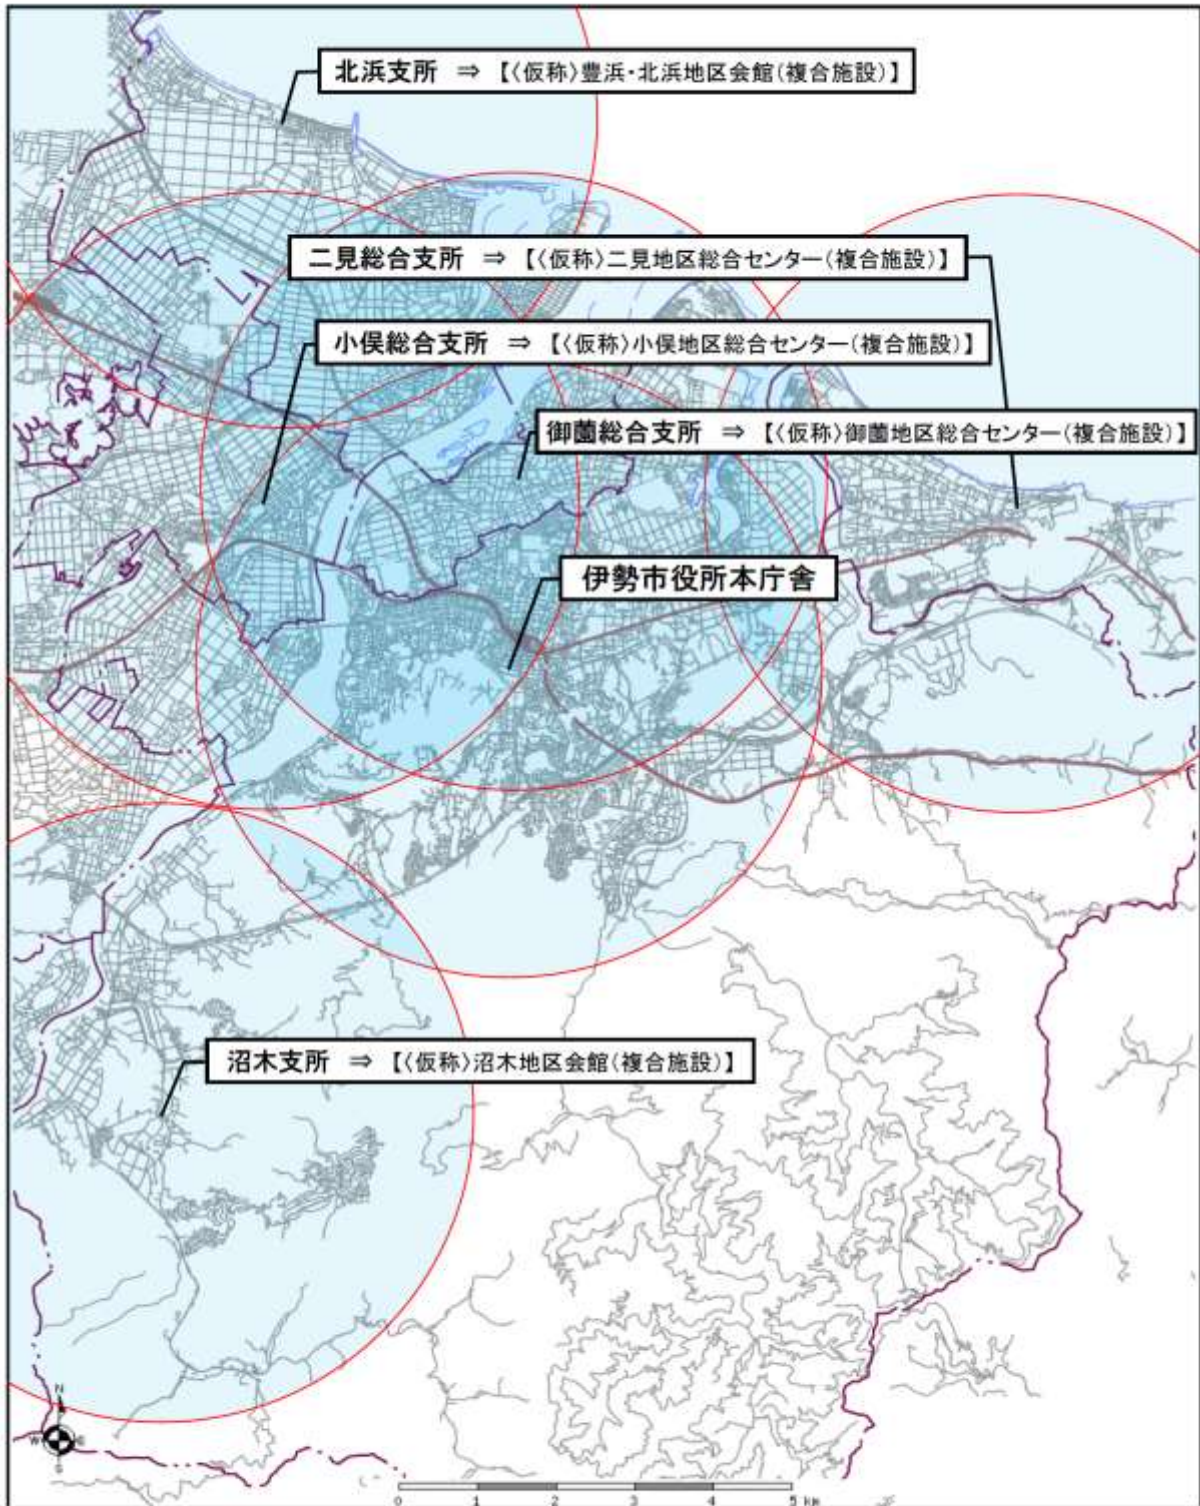 北浜支所 ⇒ 【〈仮称〉豊浜・北浜地区会館(複合施設)】
二見総合支所 ⇒ 【〈仮称〉二見地区総合センター(複合施設)】
小俣総合支所 ⇒ 【〈仮称〉小俣地区総合センター(複合施設)】
御薗総合支所 ⇒ 【〈仮称〉御薗地区総合センター(複合施設)】
伊勢市役所本庁舎
沼木支所 ⇒ 【〈仮称〉沼木地区会館(複合施設)】
N
W E
S
0 1 2 3 4 5 km